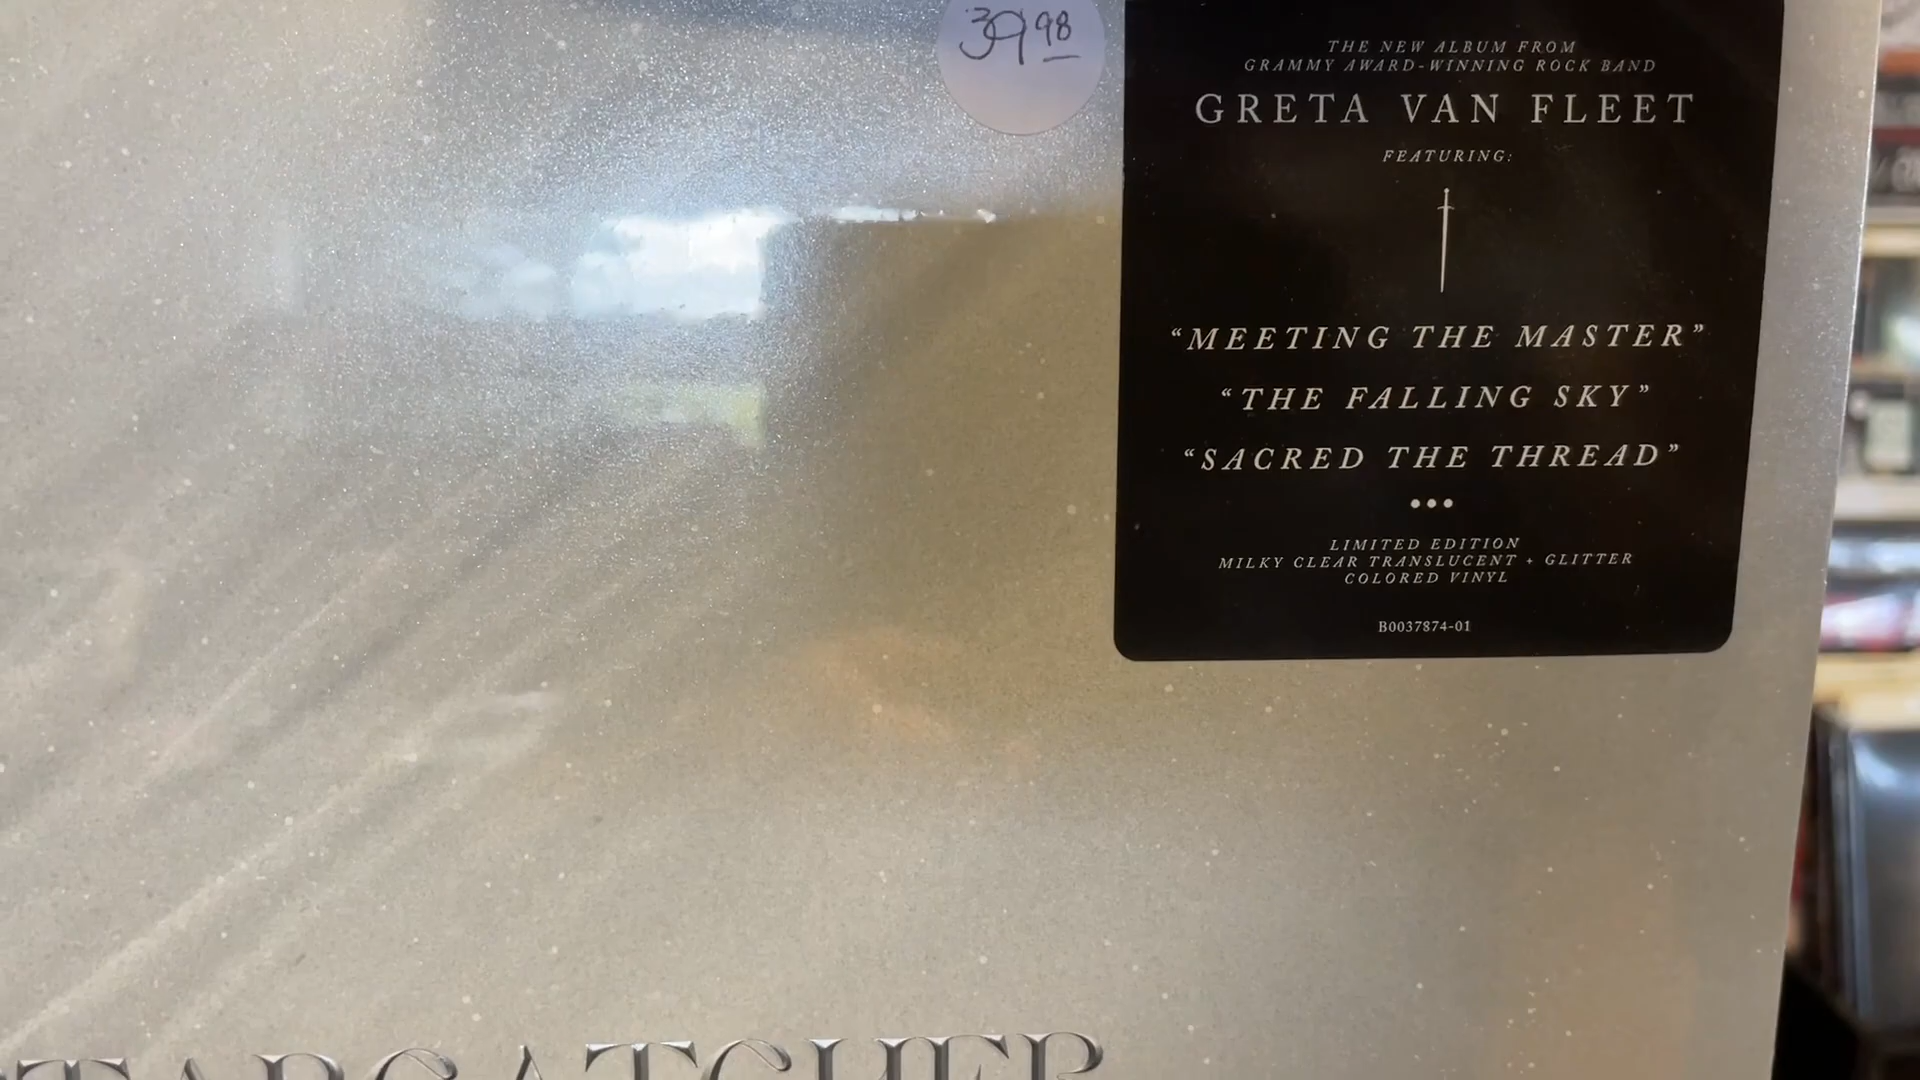 39 98
THE NEW ALBUM FROM
GRAMMY AWARD-WINNING ROCK BAND
GRETA VAN FLEET
FEATURING:
“MEETING THE MASTER”
“THE FALLING SKY”
“SACRED THE THREAD”
•••
LIMITED EDITION
MILKY CLEAR TRANSLUCENT + GLITTER
COLORED VINYL
B0037874-01
STARCATCHER